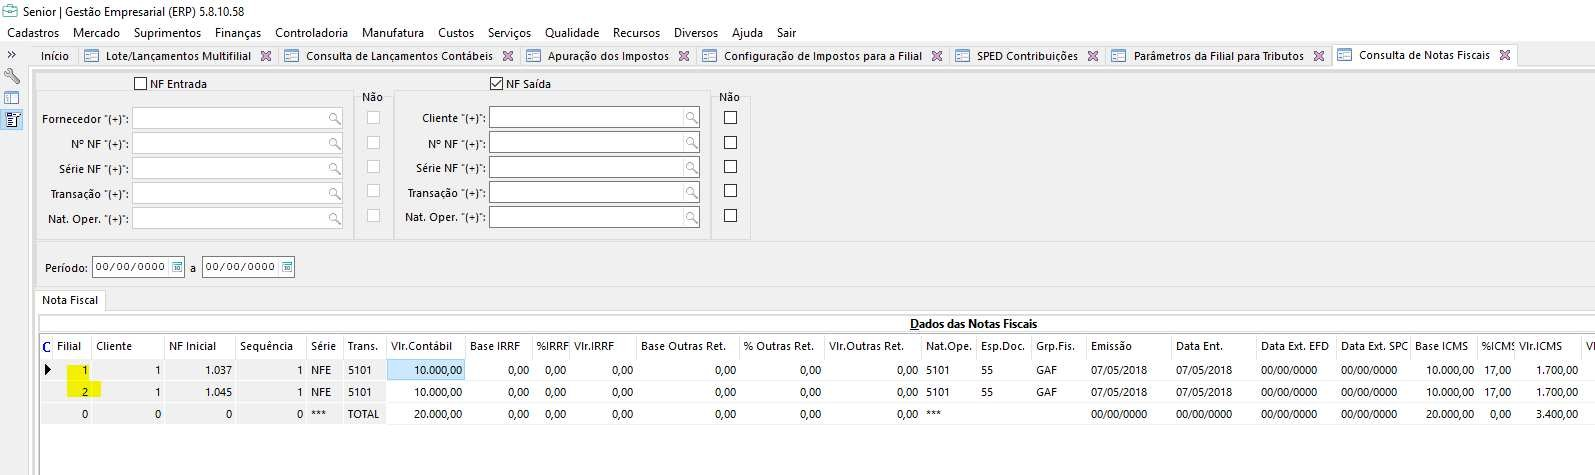 Senior | Gestão Empresarial (ERP) 5.8.10.58
Cadastros Mercado Suprimentos Finanças Controladoria Manufatura Custos Serviços Qualidade Recursos Diversos Ajuda Sair
» Início Lote/Lançamentos Multifilial Consulta de Lançamentos Contábeis Apuração dos Impostos Configuração de Impostos para a Filial SPED Contribuições Parâmetros da Filial para Tributos Consulta de Notas Fiscais
NF Entrada NF Saída
Não Não
Fornecedor "(+)": Cliente "(+)":
Nº NF "(+)": Nº NF "(+)":
Série NF "(+)": Série NF "(+)":
Transação "(+)": Transação "(+)":
Nat. Oper. "(+)": Nat. Oper. "(+)":
Período: 00/00/0000 a 00/00/0000
Nota Fiscal
Dados das Notas Fiscais
C Filial Cliente NF Inicial Sequência Série Trans. Vlr.Contábil Base IRRF %IRRF Vlr.IRRF Base Outras Ret. % Outras Ret. Vlr.Outras Ret. Nat.Ope. Esp.Doc. Grp.Fis. Emissão Data Ent. Data Ext. EFD Data Ext. SPC Base ICMS %ICMS Vlr.ICMS
1 1 1.037 1 NFE 5101 10.000,00 0,00 0,00 0,00 0,00 0,00 0,00 5101 55 GAF 07/05/2018 07/05/2018 00/00/0000 00/00/0000 10.000,00 17,00 1.700,00
2 1 1.045 1 NFE 5101 10.000,00 0,00 0,00 0,00 0,00 0,00 0,00 5101 55 GAF 07/05/2018 07/05/2018 00/00/0000 00/00/0000 10.000,00 17,00 1.700,00
0 0 0 0 *** TOTAL 20.000,00 0,00 0,00 0,00 0,00 0,00 0,00 *** 00/00/0000 00/00/0000 00/00/0000 00/00/0000 20.000,00 0,00 3.400,00